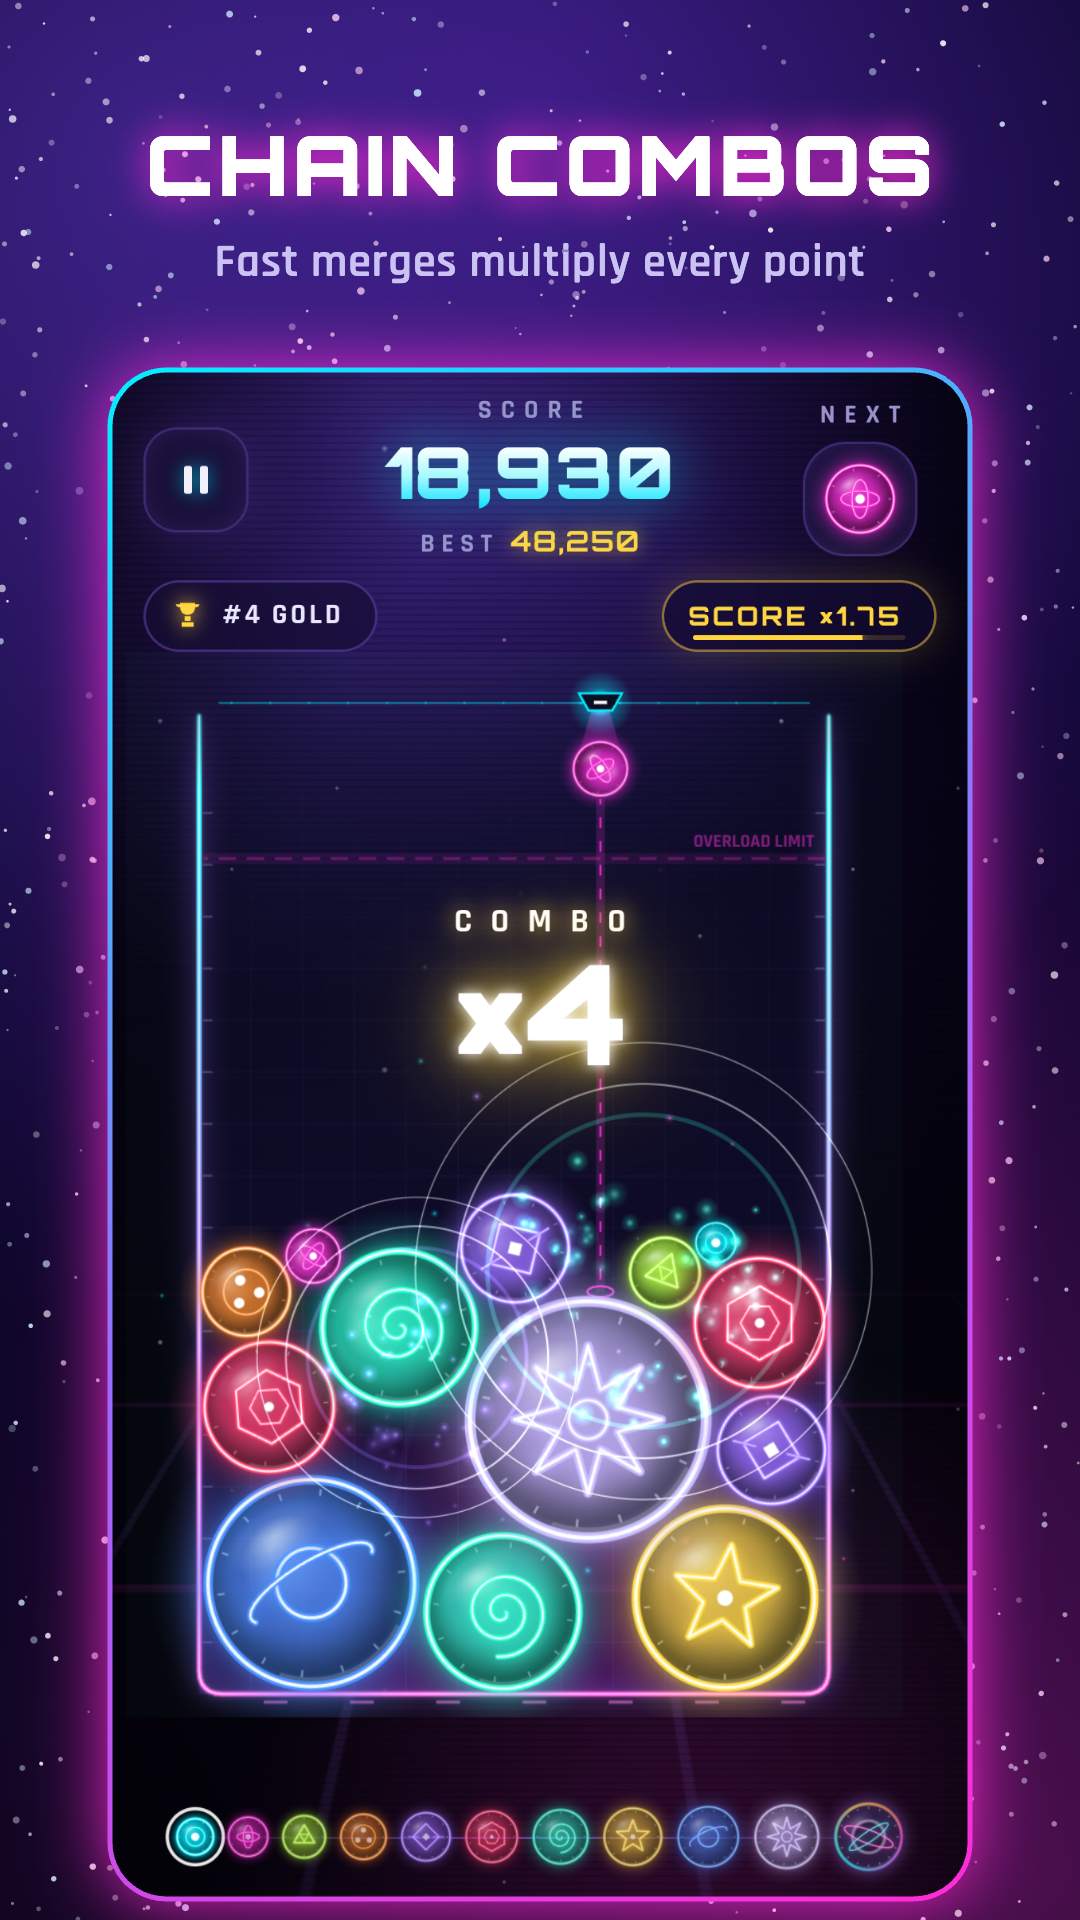 CHAIN COMBOS
Fast merges multiply every point
SCORE
18,930
BEST 48,250
NEXT
#4 GOLD
SCORE x1.75
OVERLOAD LIMIT
COMBO
x4